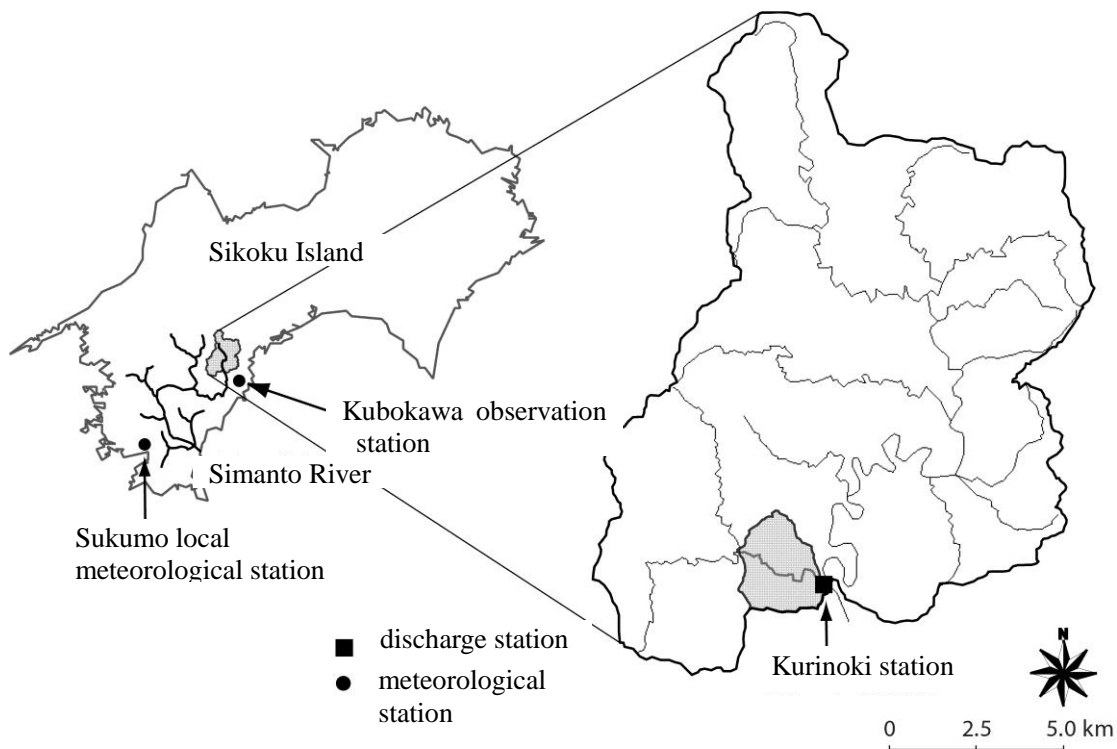 Sikoku Island
Kubokawa observation
station
Simanto River
Sukumo local
meteorological station
discharge station
meteorological
station
Kurinoki station
N
0 2.5 5.0 km